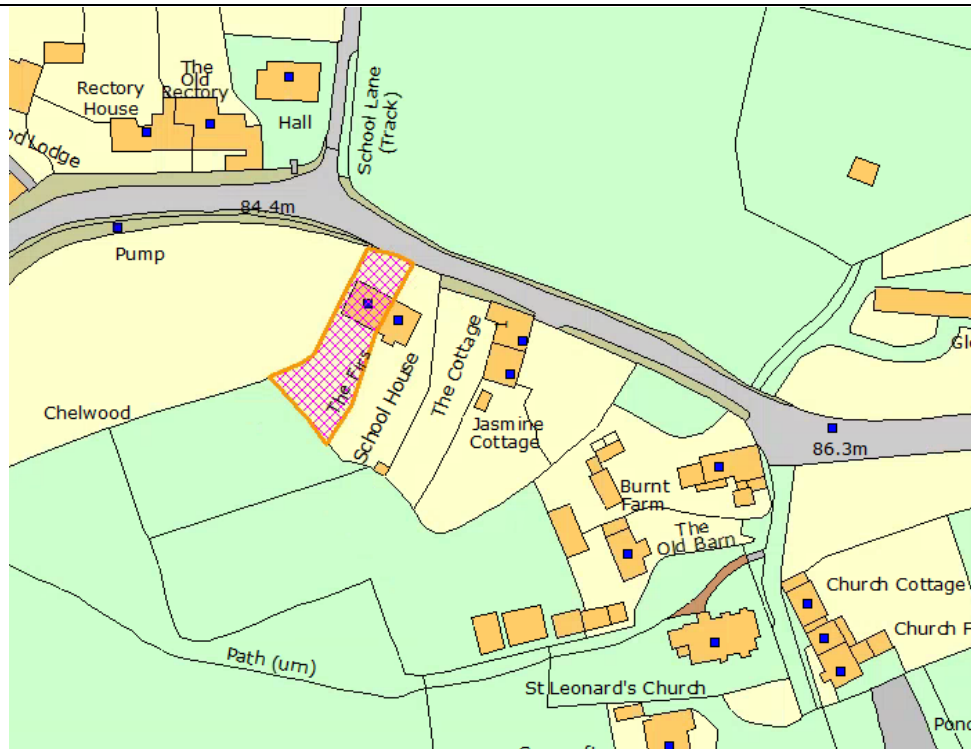 The
Old
Rectory
Rectory
House
Hall
School Lane
(Track)
od Lodge
84.4m
Pump
The Firs
School House
The Cottage
Jasmine
Cottage
Chelwood
86.3m
Burnt
Farm
The
Old Barn
Church Cottage
Church F
Path (um)
St Leonard's Church
Pond